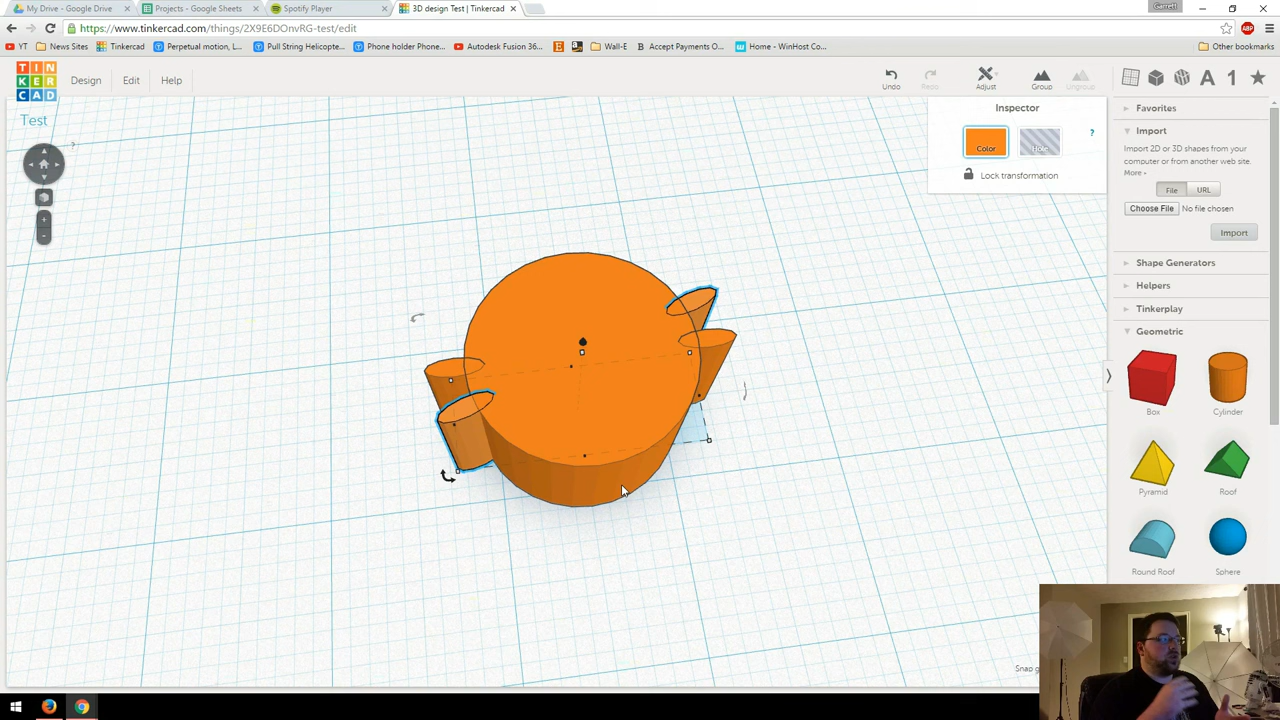 My Drive - Google Drive
Projects - Google Sheets
Spotify Player
3D design Test | Tinkercad
Garrett
https://www.tinkercad.com/things/2X9E6DOnvRG-test/edit
ABP
YT
News Sites
Tinkercad
Perpetual motion, L...
Pull String Helicopte...
Phone holder Phone...
Autodesk Fusion 36...
Wall-E
Accept Payments O...
Home - WinHost Co...
Other bookmarks
TIN
KER
CAD
Design
Edit
Help
Undo
Redo
Adjust
Group
Ungroup
Test
?
Inspector
Color
Hole
?
Lock transformation
Favorites
Import
Import 2D or 3D shapes from your
computer or from another web site.
More
File
URL
Choose File
No file chosen
Import
Shape Generators
Helpers
Tinkerplay
Geometric
Box
Cylinder
Pyramid
Roof
Round Roof
Sphere
Snap